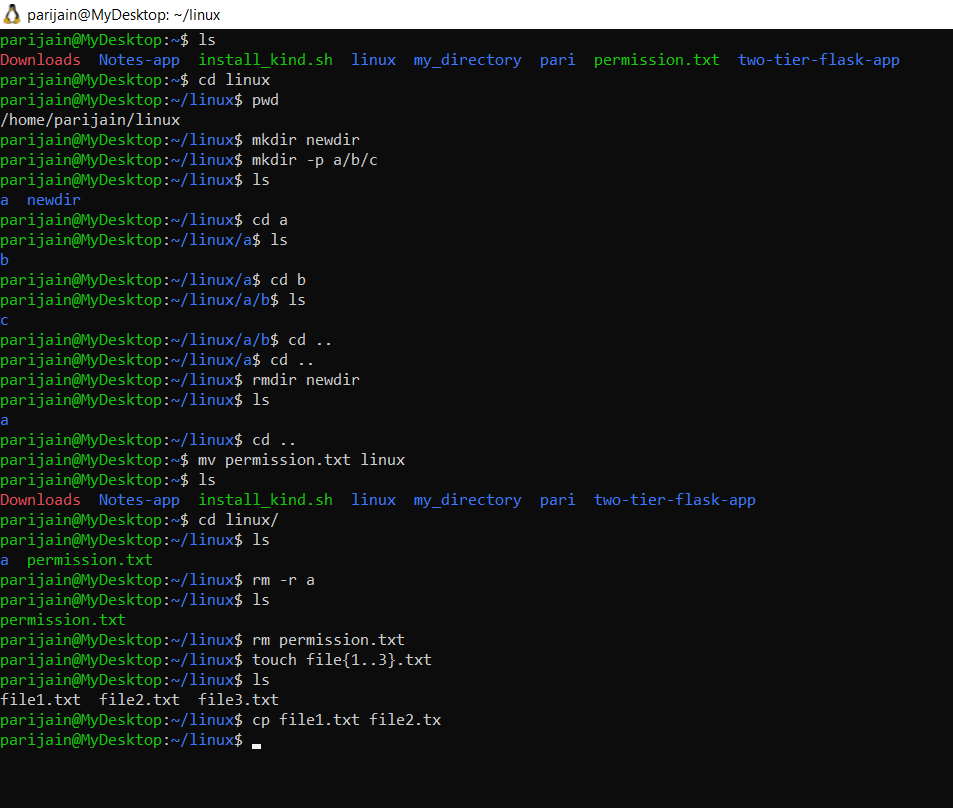 parijain@MyDesktop: ~/linux
parijain@MyDesktop:~$ ls
Downloads  Notes-app  install_kind.sh  linux  my_directory  pari  permission.txt  two-tier-flask-app
parijain@MyDesktop:~$ cd linux
parijain@MyDesktop:~/linux$ pwd
/home/parijain/linux
parijain@MyDesktop:~/linux$ mkdir newdir
parijain@MyDesktop:~/linux$ mkdir -p a/b/c
parijain@MyDesktop:~/linux$ ls
a  newdir
parijain@MyDesktop:~/linux$ cd a
parijain@MyDesktop:~/linux/a$ ls
b
parijain@MyDesktop:~/linux/a$ cd b
parijain@MyDesktop:~/linux/a/b$ ls
c
parijain@MyDesktop:~/linux/a/b$ cd ..
parijain@MyDesktop:~/linux/a$ cd ..
parijain@MyDesktop:~/linux$ rmdir newdir
parijain@MyDesktop:~/linux$ ls
a
parijain@MyDesktop:~/linux$ cd ..
parijain@MyDesktop:~$ mv permission.txt linux
parijain@MyDesktop:~$ ls
Downloads  Notes-app  install_kind.sh  linux  my_directory  pari  two-tier-flask-app
parijain@MyDesktop:~$ cd linux/
parijain@MyDesktop:~/linux$ ls
a  permission.txt
parijain@MyDesktop:~/linux$ rm -r a
parijain@MyDesktop:~/linux$ ls
permission.txt
parijain@MyDesktop:~/linux$ rm permission.txt
parijain@MyDesktop:~/linux$ touch file{1..3}.txt
parijain@MyDesktop:~/linux$ ls
file1.txt  file2.txt  file3.txt
parijain@MyDesktop:~/linux$ cp file1.txt file2.tx
parijain@MyDesktop:~/linux$